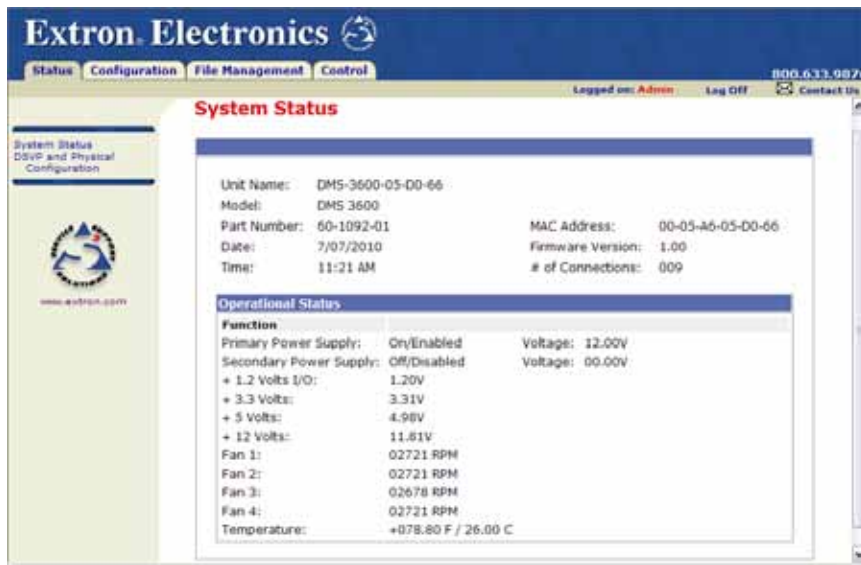 Extron. Electronics
Status Configuration File Management Control
800.633.987
Logged on: Admin Log Off Contact Us
System Status
System Status
DSVP and Physical
Configuration
Unit Name: DMS-3600-05-D0-66
Model: DMS 3600
Part Number: 60-1092-01 MAC Address: 00-05-A6-05-D0-66
Date: 7/07/2010 Firmware Version: 1.00
Time: 11:21 AM # of Connections: 009
www.extron.com
Operational Status
Function
Primary Power Supply: On/Enabled Voltage: 12.00V
Secondary Power Supply: Off/Disabled Voltage: 00.00V
+ 1.2 Volts I/O: 1.20V
+ 3.3 Volts: 3.31V
+ 5 Volts: 4.98V
+ 12 Volts: 11.81V
Fan 1: 02721 RPM
Fan 2: 02721 RPM
Fan 3: 02678 RPM
Fan 4: 02721 RPM
Temperature: +078.80 F / 26.00 C